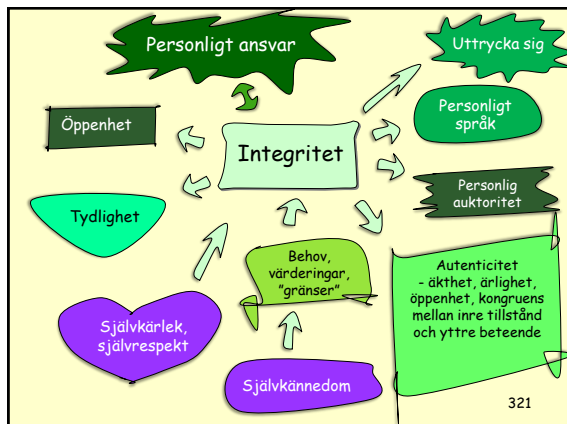 Personligt ansvar
Uttrycka sig
Öppenhet
Personligt
språk
Integritet
Personlig
auktoritet
Tydlighet
Behov,
värderingar,
"gränser"
Autenticitet
- äkthet, ärlighet,
öppenhet, kongruens
mellan inre tillstånd
och yttre beteende
Självkärlek,
självrespekt
Självkännedom
321